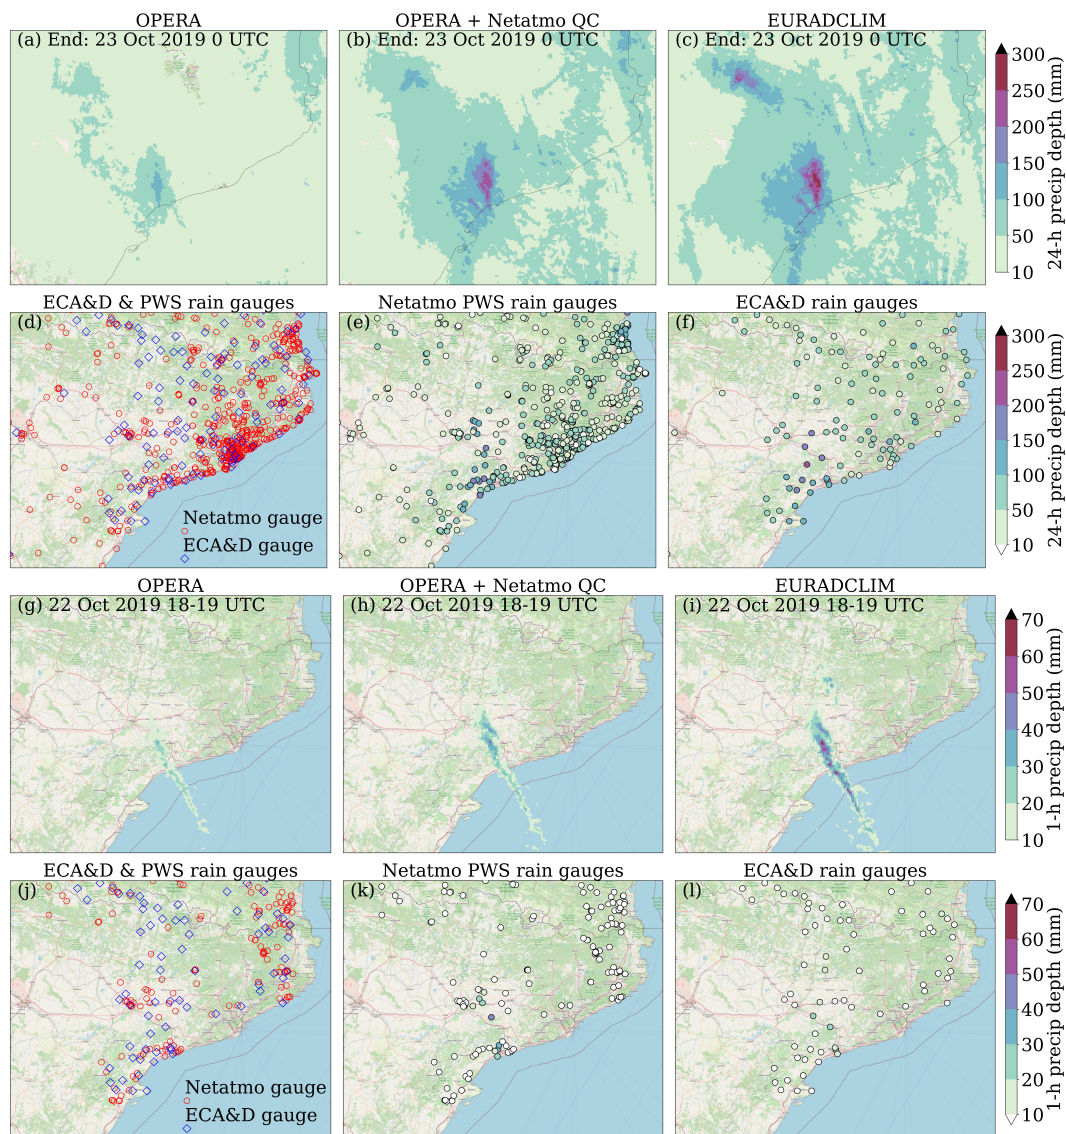 OPERA
OPERA + Netatmo QC
EURADCLIM
(a) End: 23 Oct 2019 0 UTC
(b) End: 23 Oct 2019 0 UTC
(c) End: 23 Oct 2019 0 UTC
300
250
200
150
100
50
10
24-h precip depth (mm)
ECA&D & PWS rain gauges
Netatmo PWS rain gauges
ECA&D rain gauges
(d)
(e)
(f)
Netatmo gauge
ECA&D gauge
300
250
200
150
100
50
10
24-h precip depth (mm)
OPERA
OPERA + Netatmo QC
EURADCLIM
(g) 22 Oct 2019 18-19 UTC
(h) 22 Oct 2019 18-19 UTC
(i) 22 Oct 2019 18-19 UTC
70
60
50
40
30
20
10
1-h precip depth (mm)
ECA&D & PWS rain gauges
Netatmo PWS rain gauges
ECA&D rain gauges
(j)
(k)
(l)
Netatmo gauge
ECA&D gauge
70
60
50
40
30
20
10
1-h precip depth (mm)